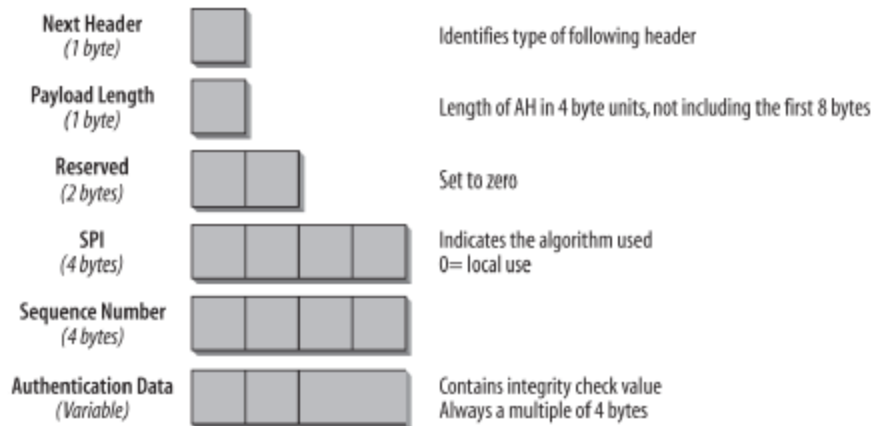 Next Header
(1 byte)
Identifies type of following header
Payload Length
(1 byte)
Length of AH in 4 byte units, not including the first 8 bytes
Reserved
(2 bytes)
Set to zero
SPI
(4 bytes)
Indicates the algorithm used
0= local use
Sequence Number
(4 bytes)
Authentication Data
(Variable)
Contains integrity check value
Always a multiple of 4 bytes